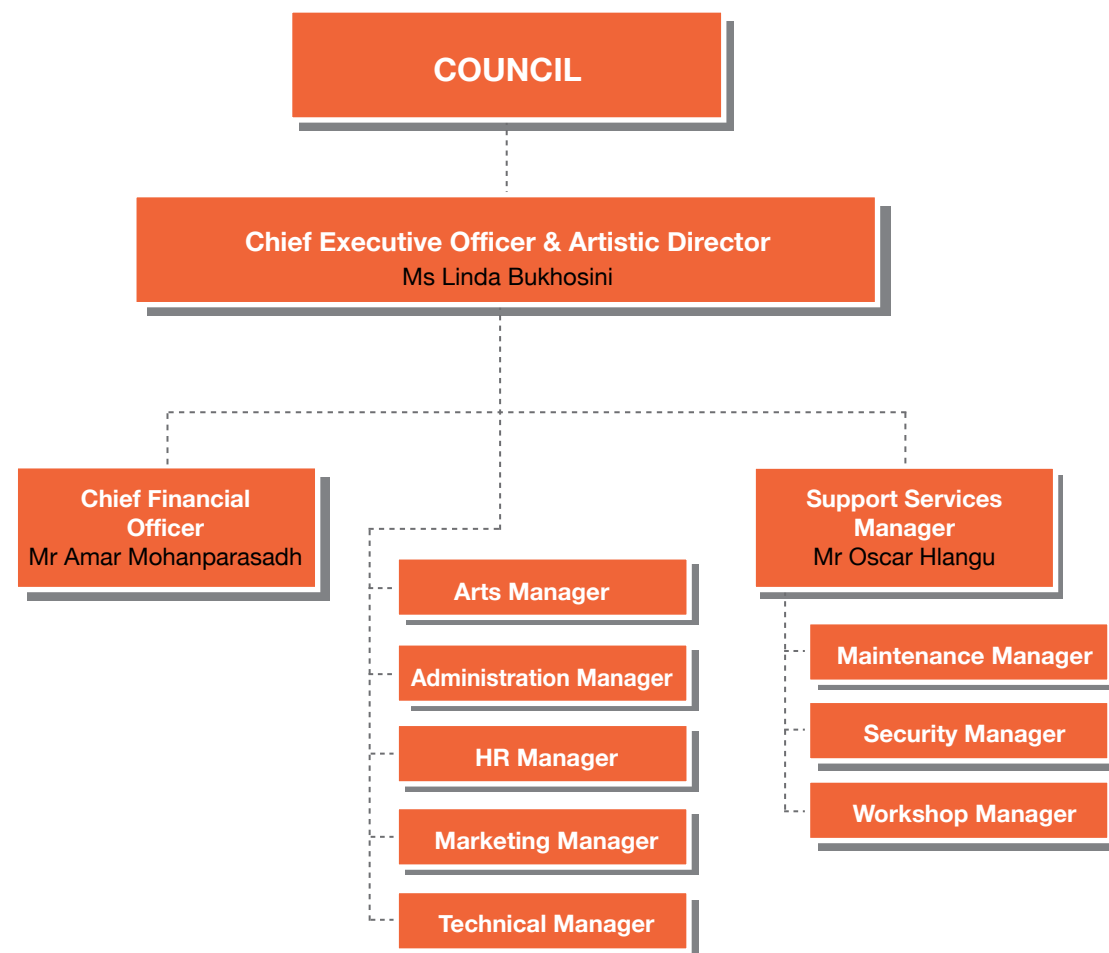 COUNCIL
Chief Executive Officer & Artistic Director
Ms Linda Bukhosini
Chief Financial
Officer
Mr Amar Mohanparasadh
Support Services
Manager
Mr Oscar Hlangu
Arts Manager
Administration Manager
HR Manager
Marketing Manager
Technical Manager
Maintenance Manager
Security Manager
Workshop Manager